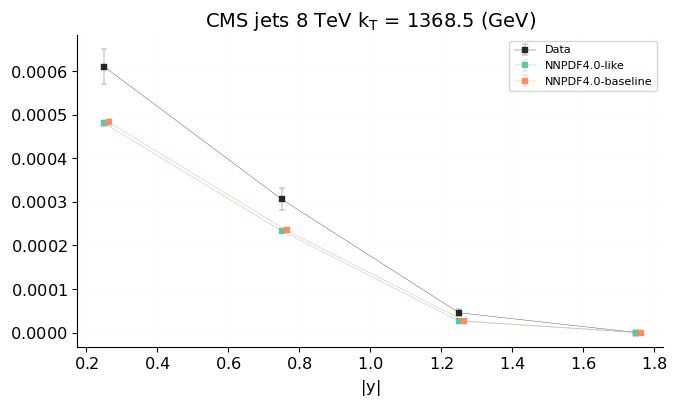 CMS jets 8 TeV k_T = 1368.5 (GeV)
Data
NNPDF4.0-like
NNPDF4.0-baseline
0.0006
0.0005
0.0004
0.0003
0.0002
0.0001
0.0000
0.2 0.4 0.6 0.8 1.0 1.2 1.4 1.6 1.8
|y|